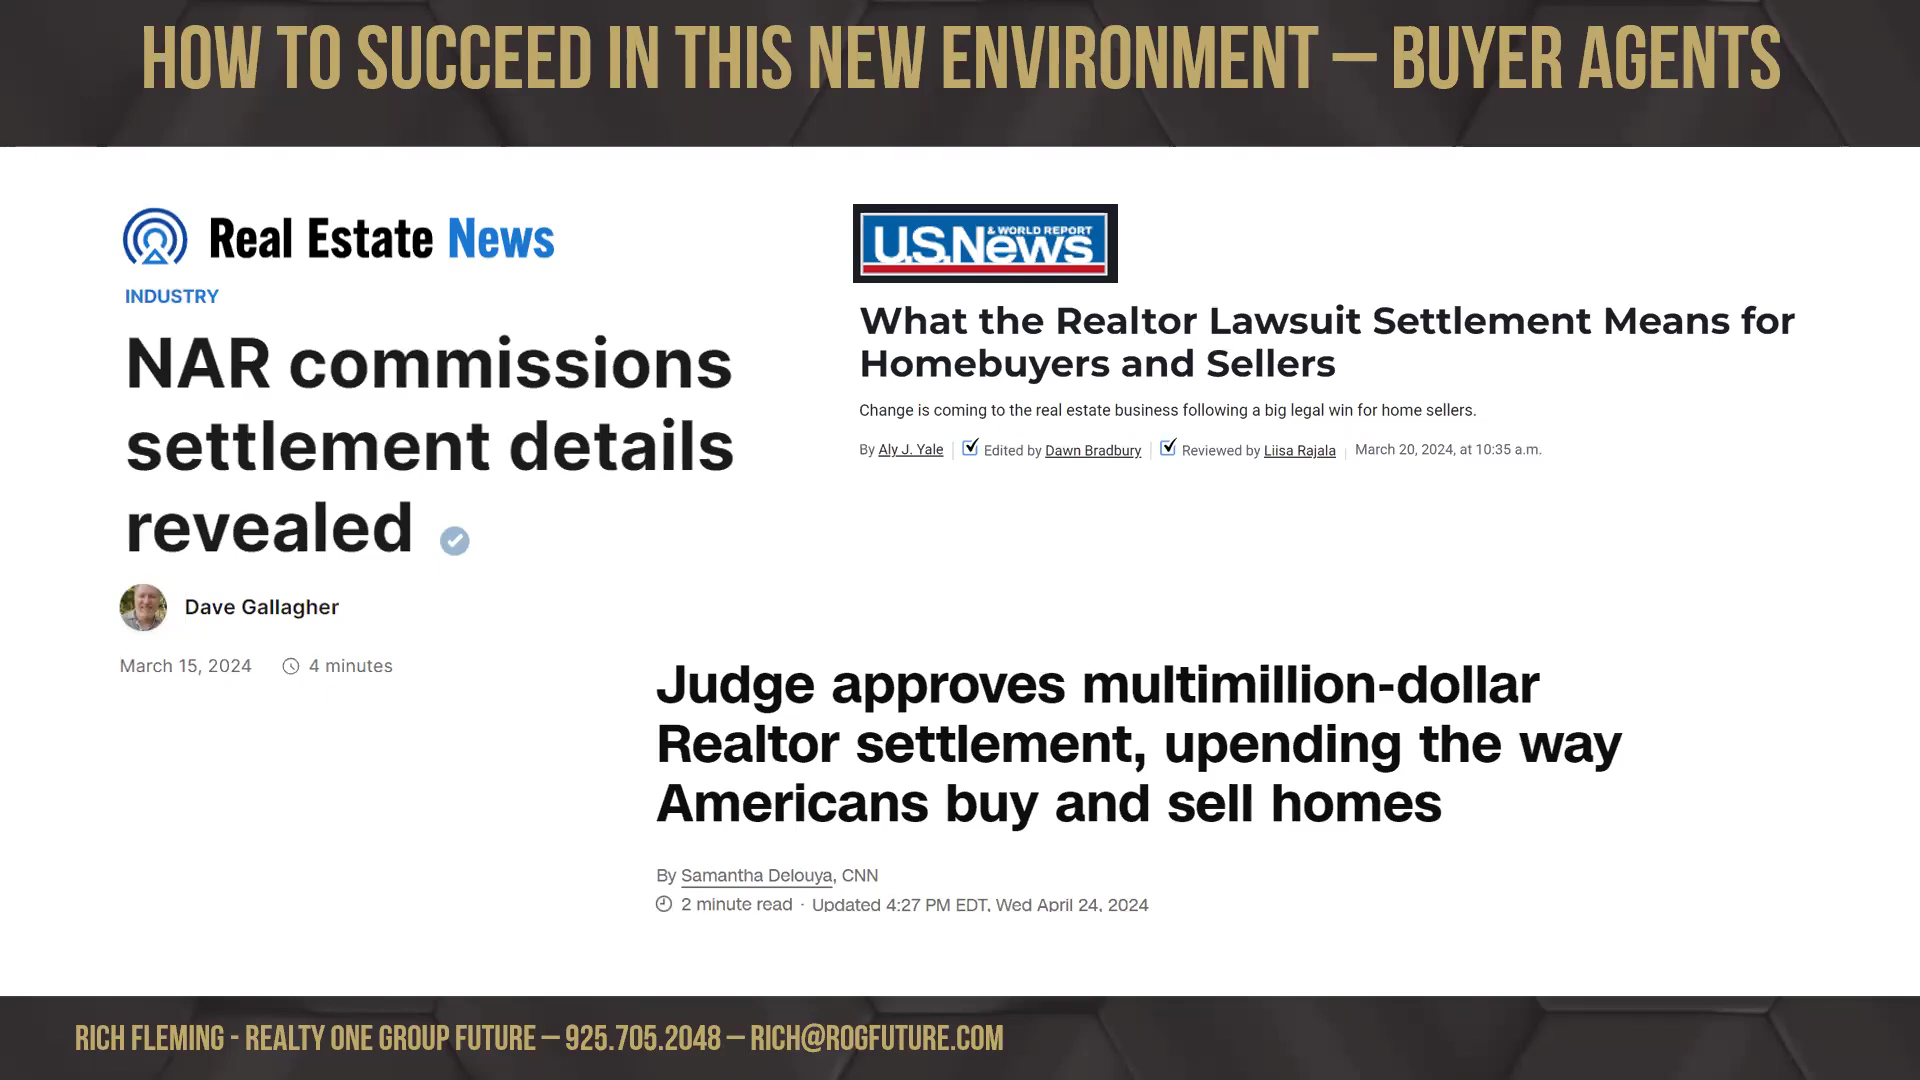 HOW TO SUCCEED IN THIS NEW ENVIRONMENT – BUYER AGENTS
Real Estate News
INDUSTRY
NAR commissions
settlement details
revealed
Dave Gallagher
March 15, 2024 4 minutes
U.S.News & WORLD REPORT
What the Realtor Lawsuit Settlement Means for
Homebuyers and Sellers
Change is coming to the real estate business following a big legal win for home sellers.
By Aly J. Yale | Edited by Dawn Bradbury | Reviewed by Liisa Rajala | March 20, 2024, at 10:35 a.m.
Judge approves multimillion-dollar
Realtor settlement, upending the way
Americans buy and sell homes
By Samantha Delouya, CNN
2 minute read · Updated 4:27 PM EDT, Wed April 24, 2024
RICH FLEMING - REALTY ONE GROUP FUTURE – 925.705.2048 – RICH@ROGFUTURE.COM